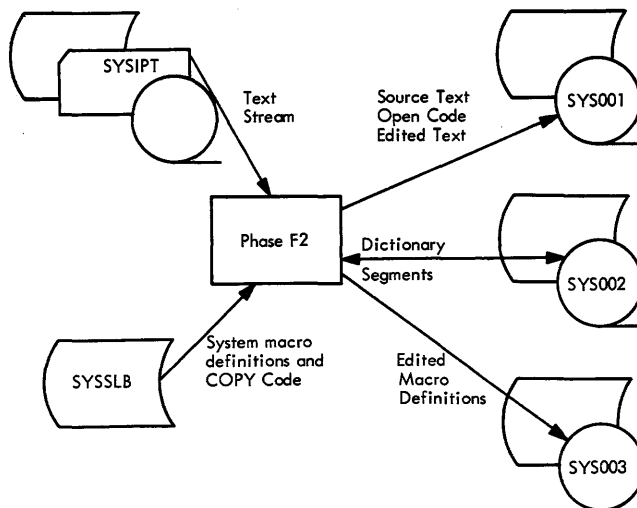 SYSIPT
Text
Stream
Source Text
Open Code
Edited Text
SYS001
Phase F2
Dictionary
Segments
SYS002
SYSSLB
System macro
definitions and
COPY Code
Edited
Macro
Definitions
SYS003